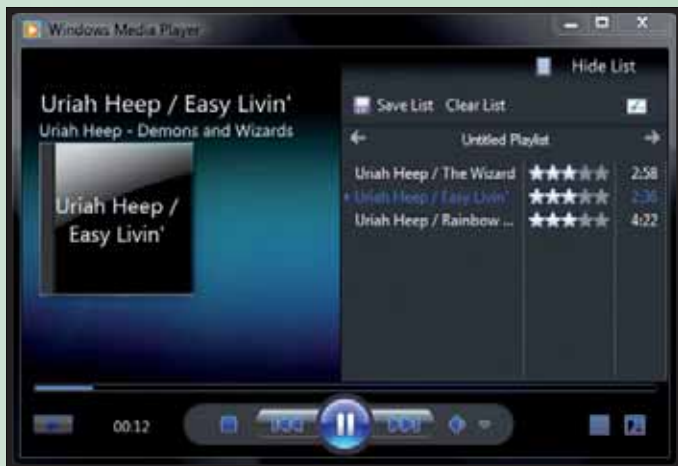 Windows Media Player
Hide List
Uriah Heep / Easy Livin'
Uriah Heep - Demons and Wizards
Uriah Heep /
Easy Livin'
Save List Clear List
Untitled Playlist
Uriah Heep / The Wizard 2:58
Uriah Heep / Easy Livin' 2:36
Uriah Heep / Rainbow ... 4:22
00:12